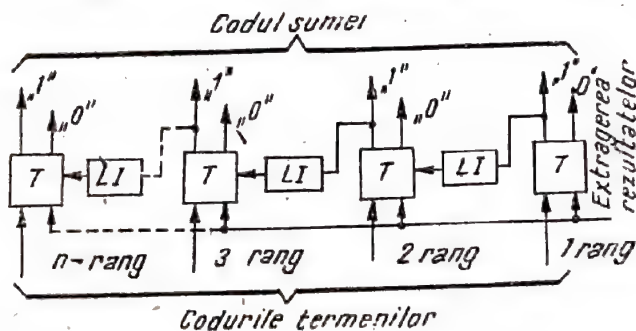 Codul sumei
„1"
„0"
„1"
„0"
„1"
„0"
„1"
„0"
T
LI
T
LI
T
LI
T
Extragerea
rezultatelor
n-rang
3 rang
2 rang
1 rang
Codurile termenilor